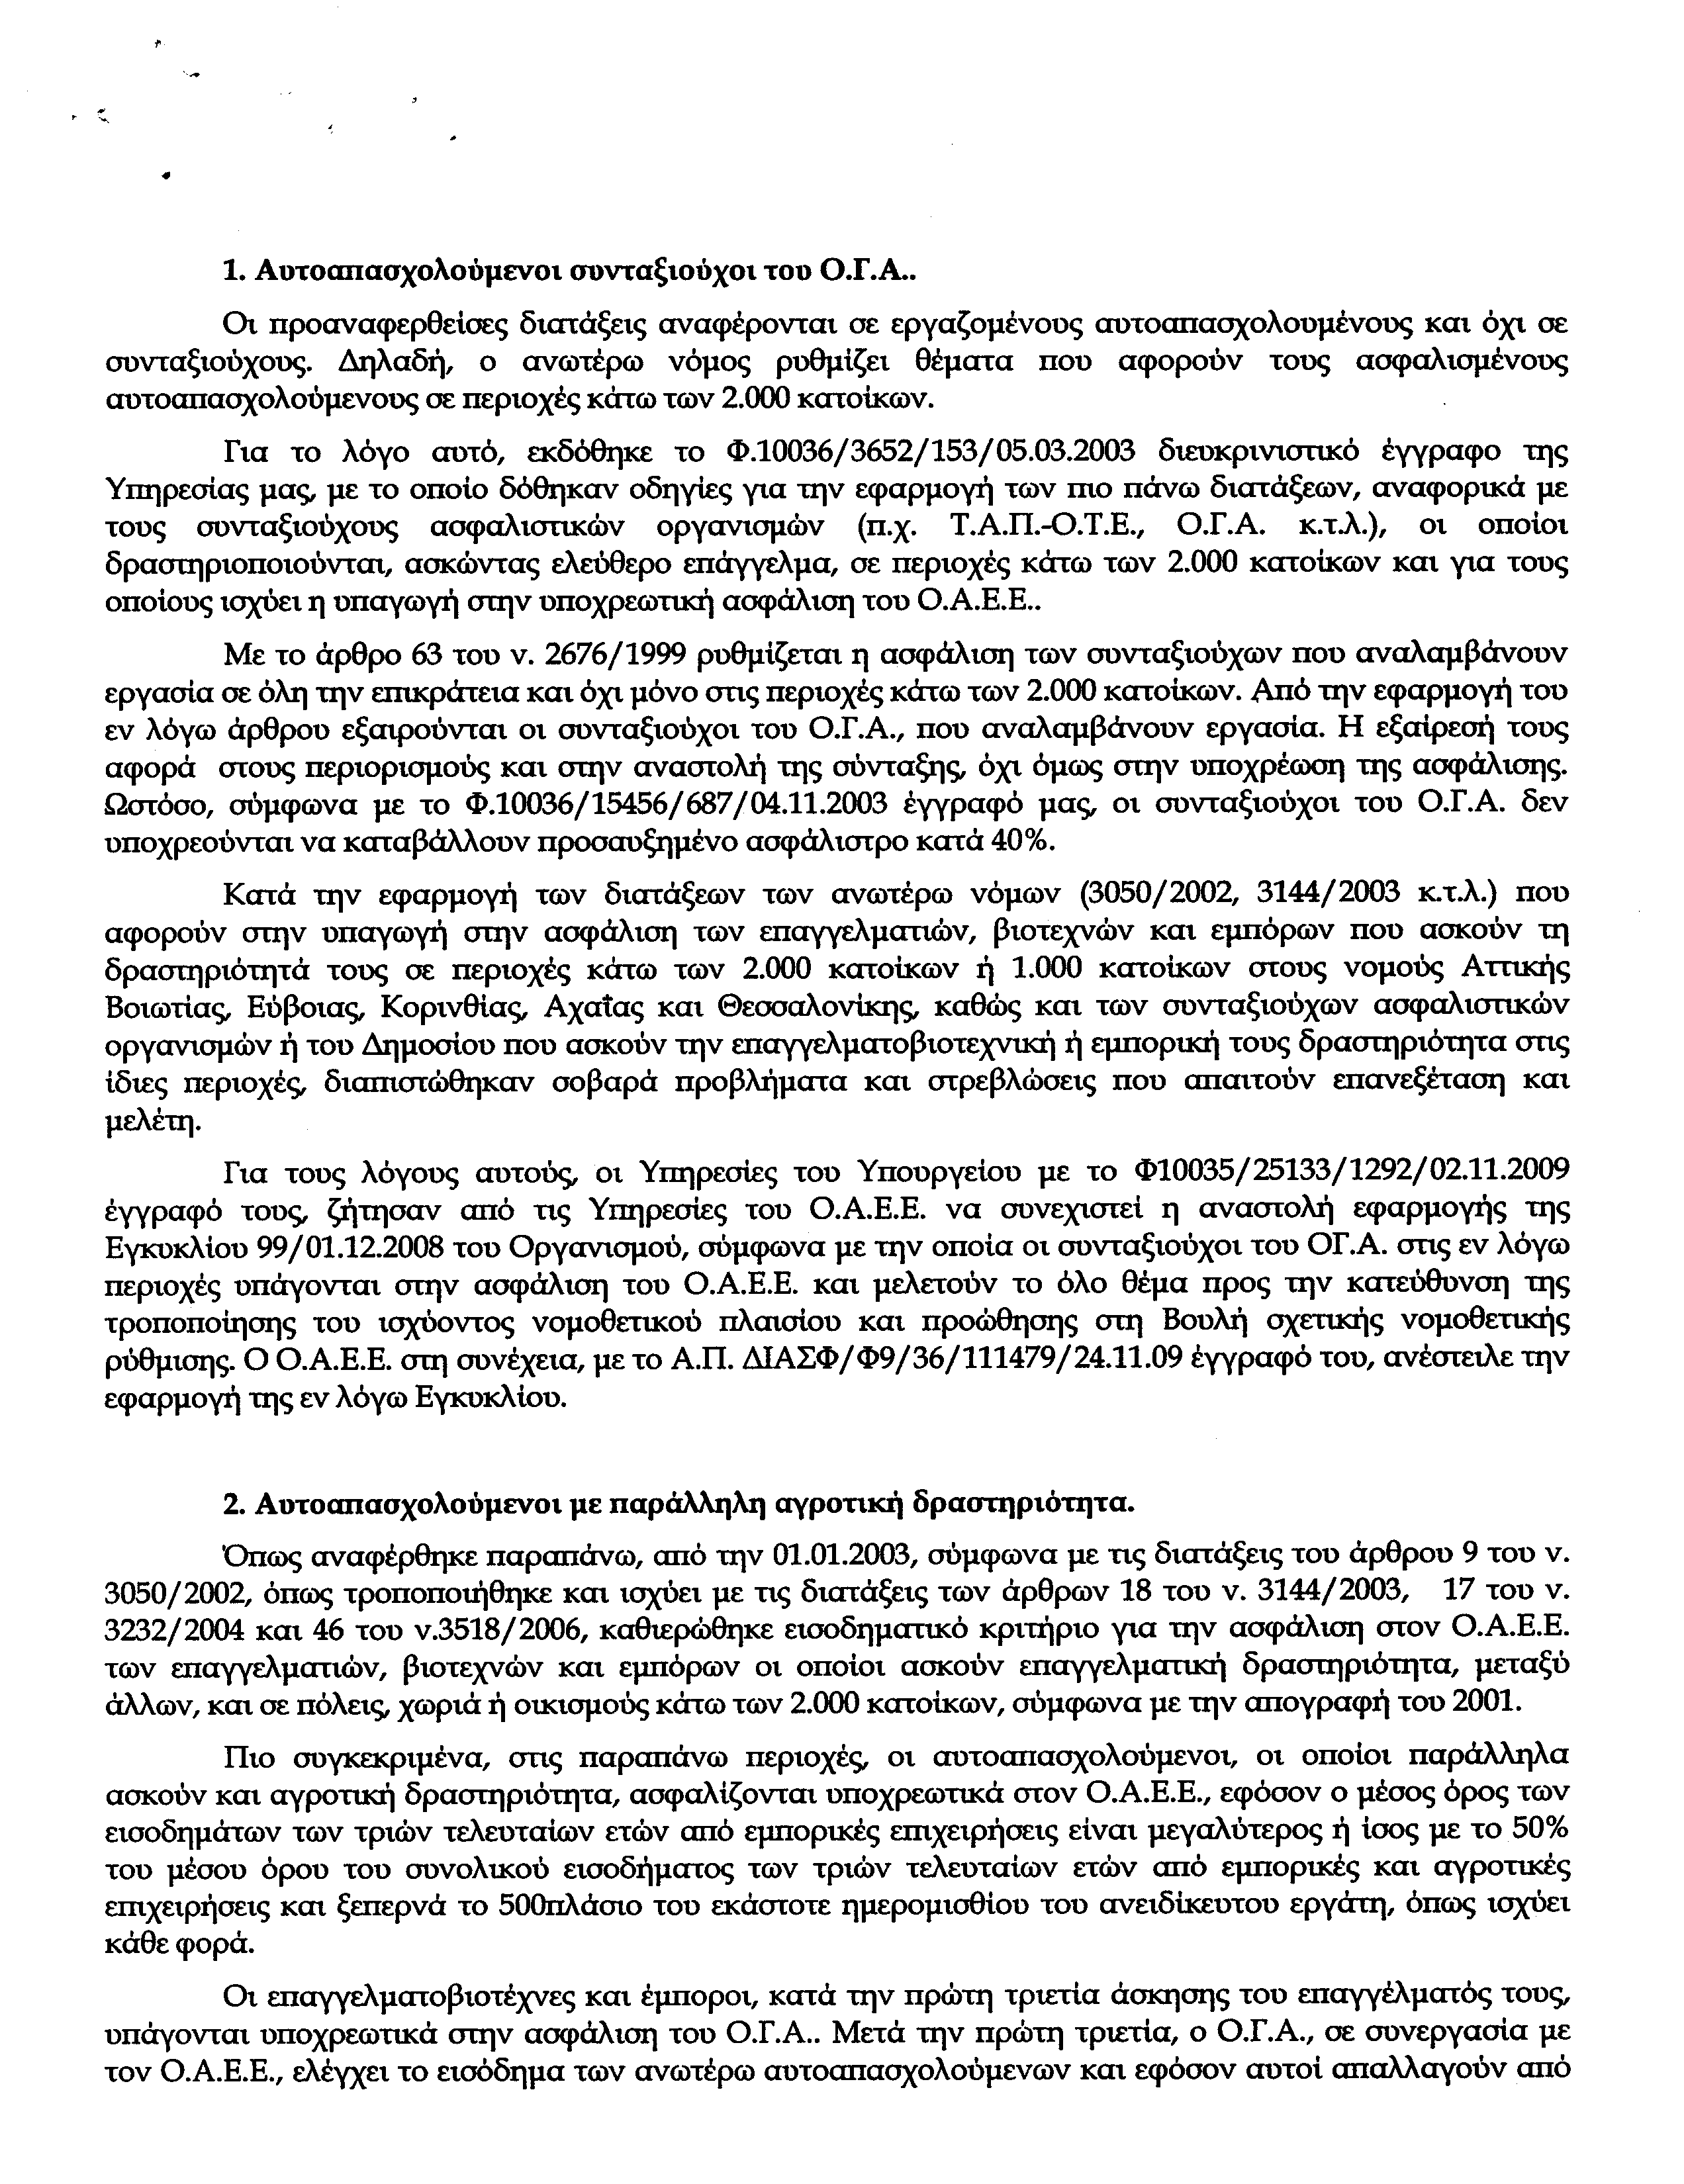 1. Αυτοαπασχολούμενοι συνταξιούχοι του Ο.Γ.Α..
Οι προαναφερθείσες διατάξεις αναφέρονται σε εργαζομένους αυτοαπασχολουμένους και όχι σε
συνταξιούχους. Δηλαδή, ο ανωτέρω νόμος ρυθμίζει θέματα που αφορούν τους ασφαλισμένους
αυτοαπασχολούμενους σε περιοχές κάτω των 2.000 κατοίκων.
Για το λόγο αυτό, εκδόθηκε το Φ.10036/3652/153/05.03.2003 διευκρινιστικό έγγραφο της
Υπηρεσίας μας, με το οποίο δόθηκαν οδηγίες για την εφαρμογή των πιο πάνω διατάξεων, αναφορικά με
τους συνταξιούχους ασφαλιστικών οργανισμών (π.χ. Τ.Α.Π.-Ο.Τ.Ε., Ο.Γ.Α. κ.τ.λ.), οι οποίοι
δραστηριοποιούνται, ασκώντας ελεύθερο επάγγελμα, σε περιοχές κάτω των 2.000 κατοίκων και για τους
οποίους ισχύει η υπαγωγή στην υποχρεωτική ασφάλιση του Ο.Α.Ε.Ε..
Με το άρθρο 63 του ν. 2676/1999 ρυθμίζεται η ασφάλιση των συνταξιούχων που αναλαμβάνουν
εργασία σε όλη την επικράτεια και όχι μόνο στις περιοχές κάτω των 2.000 κατοίκων. Από την εφαρμογή του
εν λόγω άρθρου εξαιρούνται οι συνταξιούχοι του Ο.Γ.Α., που αναλαμβάνουν εργασία. Η εξαίρεσή τους
αφορά στους περιορισμούς και στην αναστολή της σύνταξης, όχι όμως στην υποχρέωση της ασφάλισης.
Ωστόσο, σύμφωνα με το Φ.10036/15456/687/04.11.2003 έγγραφό μας, οι συνταξιούχοι του Ο.Γ.Α. δεν
υποχρεούνται να καταβάλλουν προσαυξημένο ασφάλιστρο κατά 40%.
Κατά την εφαρμογή των διατάξεων των ανωτέρω νόμων (3050/2002, 3144/2003 κ.τ.λ.) που
αφορούν στην υπαγωγή στην ασφάλιση των επαγγελματιών, βιοτεχνών και εμπόρων που ασκούν τη
δραστηριότητά τους σε περιοχές κάτω των 2.000 κατοίκων ή 1.000 κατοίκων στους νομούς Αττικής
Βοιωτίας, Εύβοιας, Κορινθίας, Αχαΐας και Θεσσαλονίκης, καθώς και των συνταξιούχων ασφαλιστικών
οργανισμών ή του Δημοσίου που ασκούν την επαγγελματοβιοτεχνική ή εμπορική τους δραστηριότητα στις
ίδιες περιοχές, διαπιστώθηκαν σοβαρά προβλήματα και στρεβλώσεις που απαιτούν επανεξέταση και
μελέτη.
Για τους λόγους αυτούς, οι Υπηρεσίες του Υπουργείου με το Φ10035/25133/1292/02.11.2009
έγγραφό τους, ζήτησαν από τις Υπηρεσίες του Ο.Α.Ε.Ε. να συνεχιστεί η αναστολή εφαρμογής της
Εγκυκλίου 99/01.12.2008 του Οργανισμού, σύμφωνα με την οποία οι συνταξιούχοι του ΟΓ.Α. στις εν λόγω
περιοχές υπάγονται στην ασφάλιση του Ο.Α.Ε.Ε. και μελετούν το όλο θέμα προς την κατεύθυνση της
τροποποίησης του ισχύοντος νομοθετικού πλαισίου και προώθησης στη Βουλή σχετικής νομοθετικής
ρύθμισης. Ο Ο.Α.Ε.Ε. στη συνέχεια, με το Α.Π. ΔΙΑΣΦ/Φ9/36/111479/24.11.09 έγγραφό του, ανέστειλε την
εφαρμογή της εν λόγω Εγκυκλίου.
2. Αυτοαπασχολούμενοι με παράλληλη αγροτική δραστηριότητα.
Όπως αναφέρθηκε παραπάνω, από την 01.01.2003, σύμφωνα με τις διατάξεις του άρθρου 9 του ν.
3050/2002, όπως τροποποιήθηκε και ισχύει με τις διατάξεις των άρθρων 18 του ν. 3144/2003, 17 του ν.
3232/2004 και 46 του ν.3518/2006, καθιερώθηκε εισοδηματικό κριτήριο για την ασφάλιση στον Ο.Α.Ε.Ε.
των επαγγελματιών, βιοτεχνών και εμπόρων οι οποίοι ασκούν επαγγελματική δραστηριότητα, μεταξύ
άλλων, και σε πόλεις, χωριά ή οικισμούς κάτω των 2.000 κατοίκων, σύμφωνα με την απογραφή του 2001.
Πιο συγκεκριμένα, στις παραπάνω περιοχές, οι αυτοαπασχολούμενοι, οι οποίοι παράλληλα
ασκούν και αγροτική δραστηριότητα, ασφαλίζονται υποχρεωτικά στον Ο.Α.Ε.Ε., εφόσον ο μέσος όρος των
εισοδημάτων των τριών τελευταίων ετών από εμπορικές επιχειρήσεις είναι μεγαλύτερος ή ίσος με το 50%
του μέσου όρου του συνολικού εισοδήματος των τριών τελευταίων ετών από εμπορικές και αγροτικές
επιχειρήσεις και ξεπερνά το 500πλάσιο του εκάστοτε ημερομισθίου του ανειδίκευτου εργάτη, όπως ισχύει
κάθε φορά.
Οι επαγγελματοβιοτέχνες και έμποροι, κατά την πρώτη τριετία άσκησης του επαγγέλματός τους,
υπάγονται υποχρεωτικά στην ασφάλιση του Ο.Γ.Α.. Μετά την πρώτη τριετία, ο Ο.Γ.Α., σε συνεργασία με
τον Ο.Α.Ε.Ε., ελέγχει το εισόδημα των ανωτέρω αυτοαπασχολούμενων και εφόσον αυτοί απαλλαγούν από